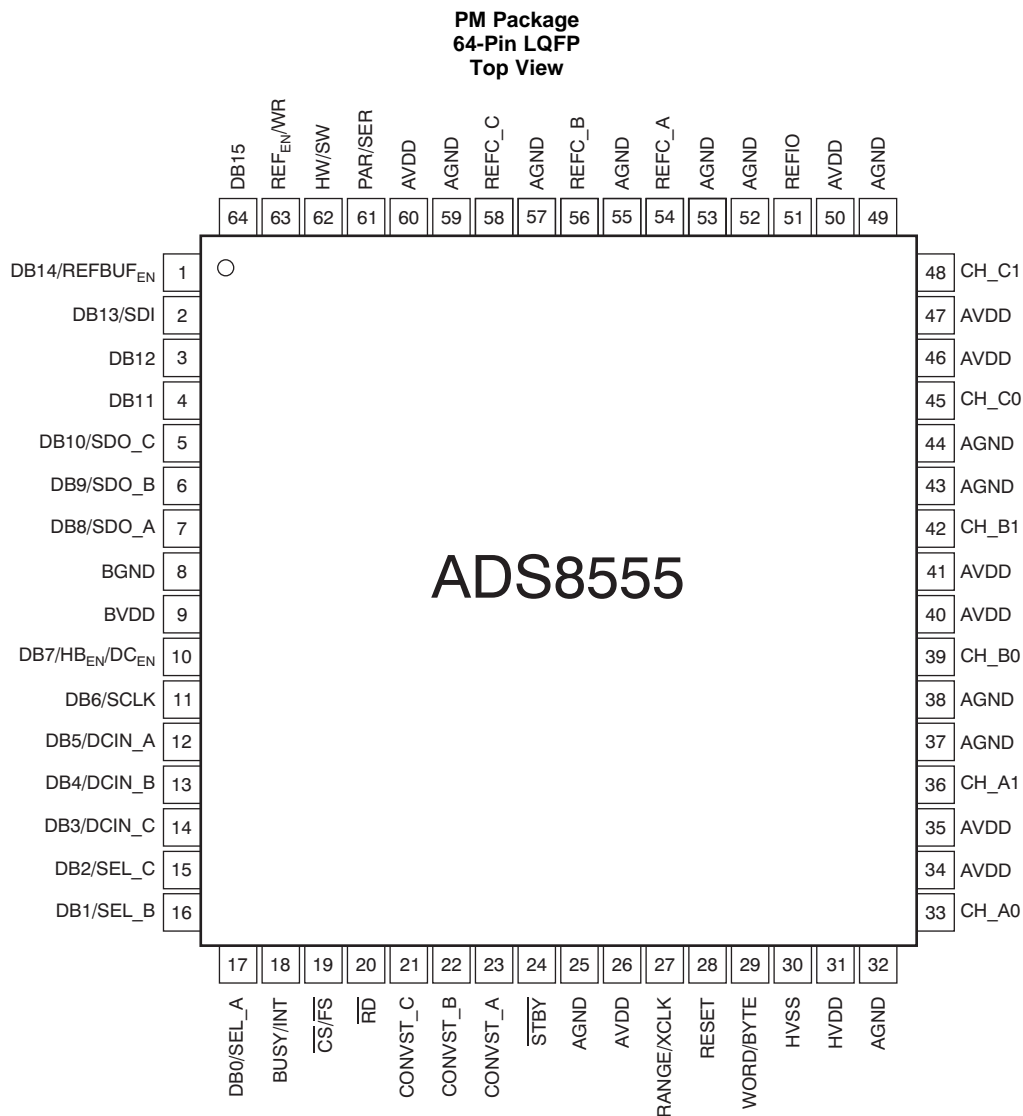 PM Package
64-Pin LQFP
Top View
DB15
REFEN/WR
HW/SW
PAR/SER
AVDD
AGND
REFC_C
AGND
REFC_B
AGND
REFC_A
AGND
AGND
REFIO
AVDD
AGND
64 63 62 61 60 59 58 57 56 55 54 53 52 51 50 49
DB14/REFBUFEN 1 48 CH_C1
DB13/SDI 2 47 AVDD
DB12 3 46 AVDD
DB11 4 45 CH_C0
DB10/SDO_C 5 44 AGND
DB9/SDO_B 6 43 AGND
DB8/SDO_A 7 42 CH_B1
BGND 8 41 AVDD
ADS8555
BVDD 9 40 AVDD
DB7/HBEN/DCEN 10 39 CH_B0
DB6/SCLK 11 38 AGND
DB5/DCIN_A 12 37 AGND
DB4/DCIN_B 13 36 CH_A1
DB3/DCIN_C 14 35 AVDD
DB2/SEL_C 15 34 AVDD
DB1/SEL_B 16 33 CH_A0
17 18 19 20 21 22 23 24 25 26 27 28 29 30 31 32
DB0/SEL_A
BUSY/INT
CS/FS
RD
CONVST_C
CONVST_B
CONVST_A
STBY
AGND
AVDD
RANGE/XCLK
RESET
WORD/BYTE
HVSS
HVDD
AGND